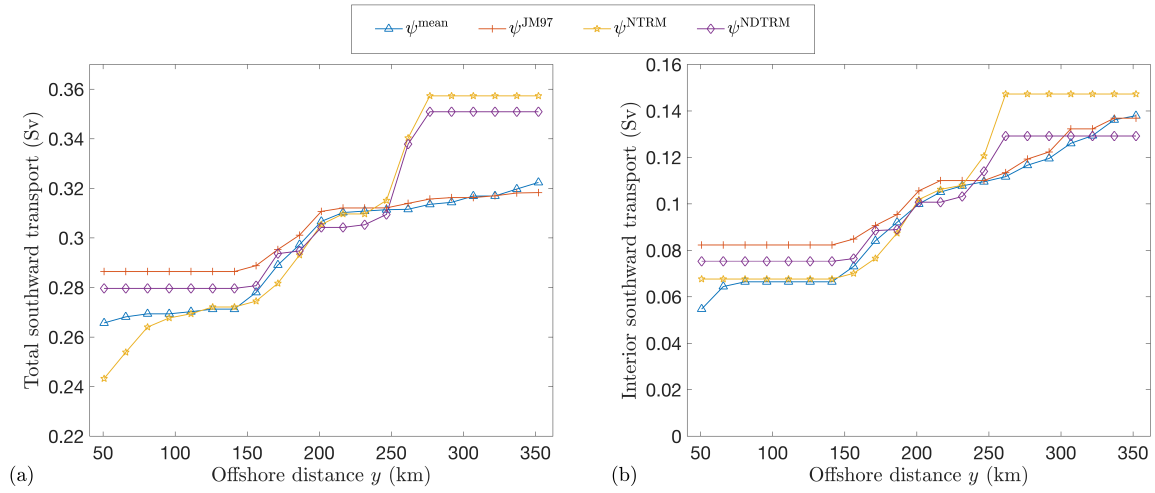 ψ^mean ψ^JM97 ψ^NTRM ψ^NDTRM
Total southward transport (Sv)
0.36
0.34
0.32
0.3
0.28
0.26
0.24
0.22
50 100 150 200 250 300 350
(a) Offshore distance y (km)
Interior southward transport (Sv)
0.16
0.14
0.12
0.1
0.08
0.06
0.04
0.02
0
50 100 150 200 250 300 350
(b) Offshore distance y (km)